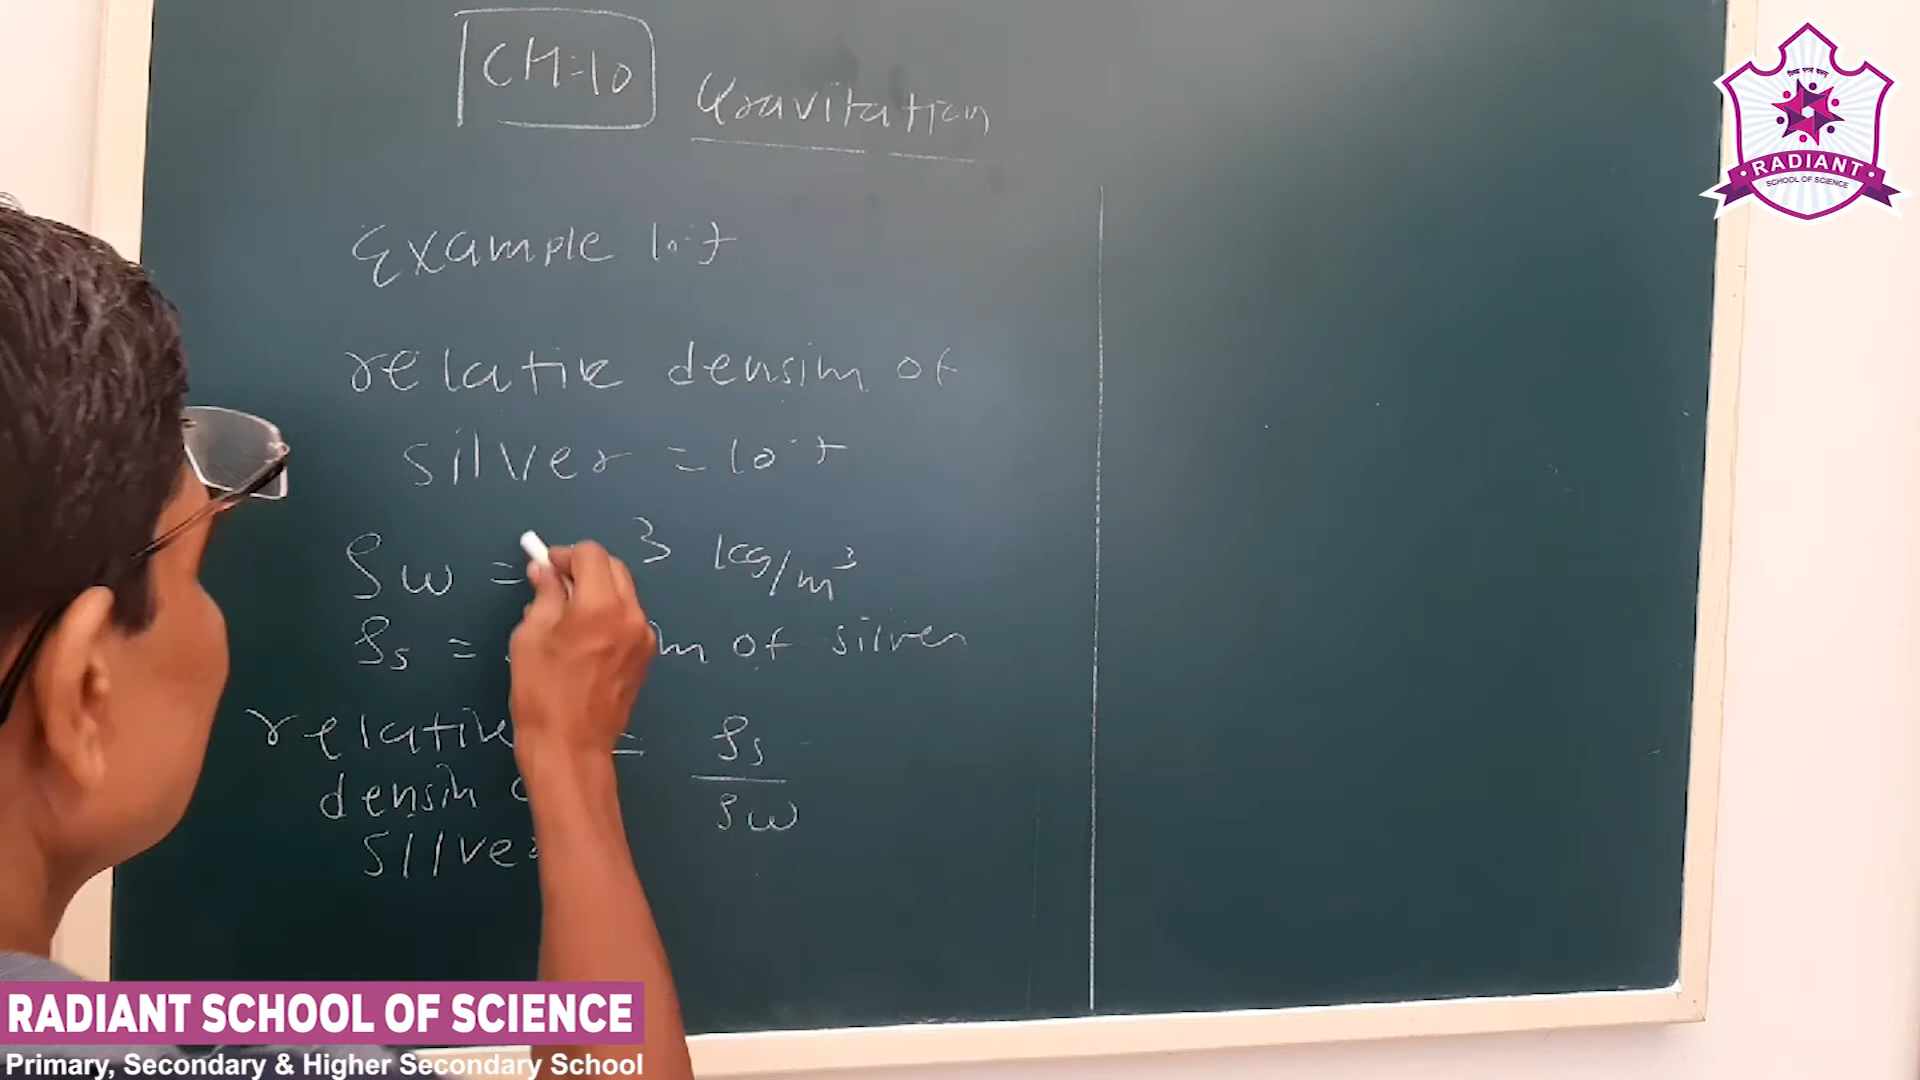 CH=10 Gravitation
Example 10.7
relative density of
silver = 10.7
ρw = 3 kg/m³
ρs = of silver
relative = ρs / ρw
density
silver
RADIANT
SCHOOL OF SCIENCE
RADIANT SCHOOL OF SCIENCE
Primary, Secondary & Higher Secondary School